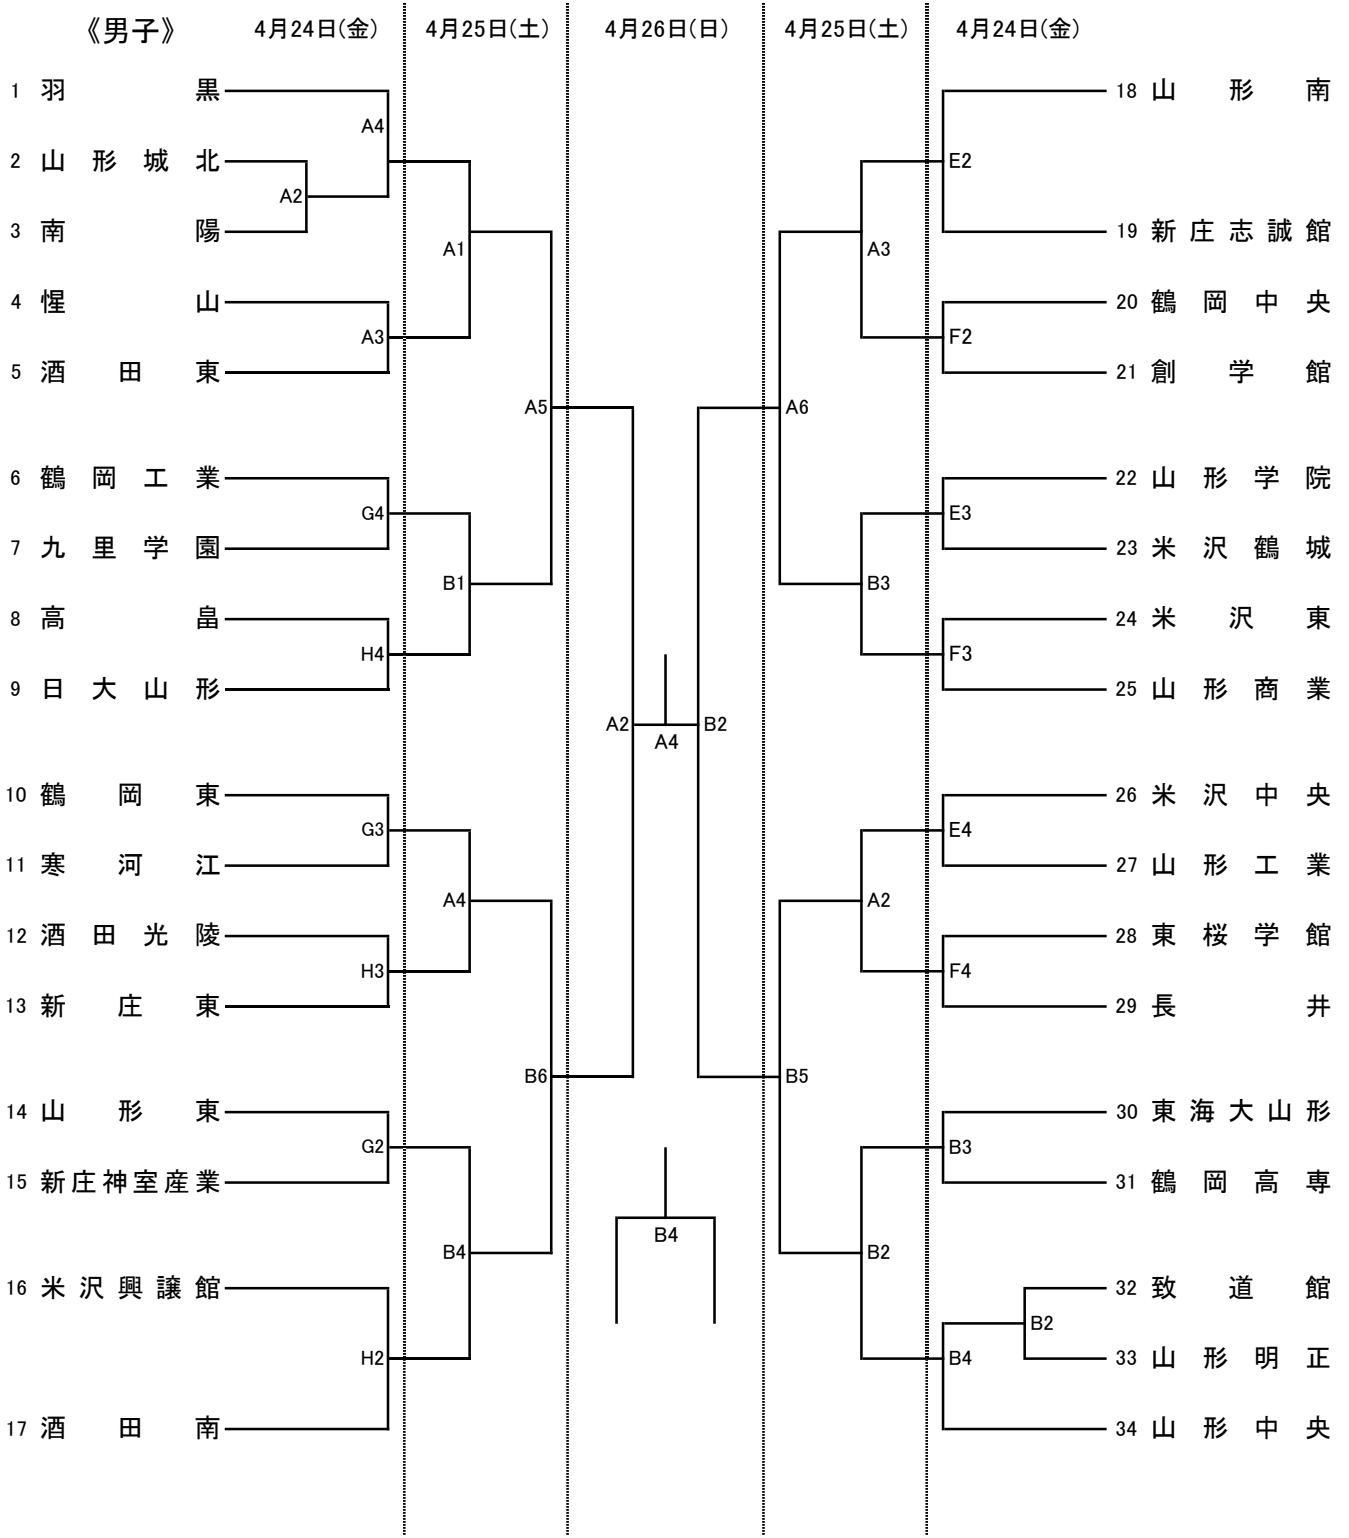 《男子》 4月24日(金) 4月25日(土) 4月26日(日) 4月25日(土) 4月24日(金)
1 羽黒
A4
2 山形城北
A2
3 南陽
A1
4 惺山
A3
5 酒田東
A5
6 鶴岡工業
G4
7 九里学園
B1
8 高畠
H4
9 日大山形
A2
10 鶴岡東
G3
11 寒河江
A4
12 酒田光陵
H3
13 新庄東
B6
14 山形東
G2
15 新庄神室産業
B4
16 米沢興譲館
H2
17 酒田南
A4
B4
18 山形南
E2
19 新庄志誠館
A3
20 鶴岡中央
F2
21 創学館
A6
22 山形学院
E3
23 米沢鶴城
B3
24 米沢東
F3
25 山形商業
B2
26 米沢中央
E4
27 山形工業
A2
28 東桜学館
F4
29 長井
B5
30 東海大山形
B3
31 鶴岡高専
B2
32 致道館
B2
33 山形明正
B4
34 山形中央